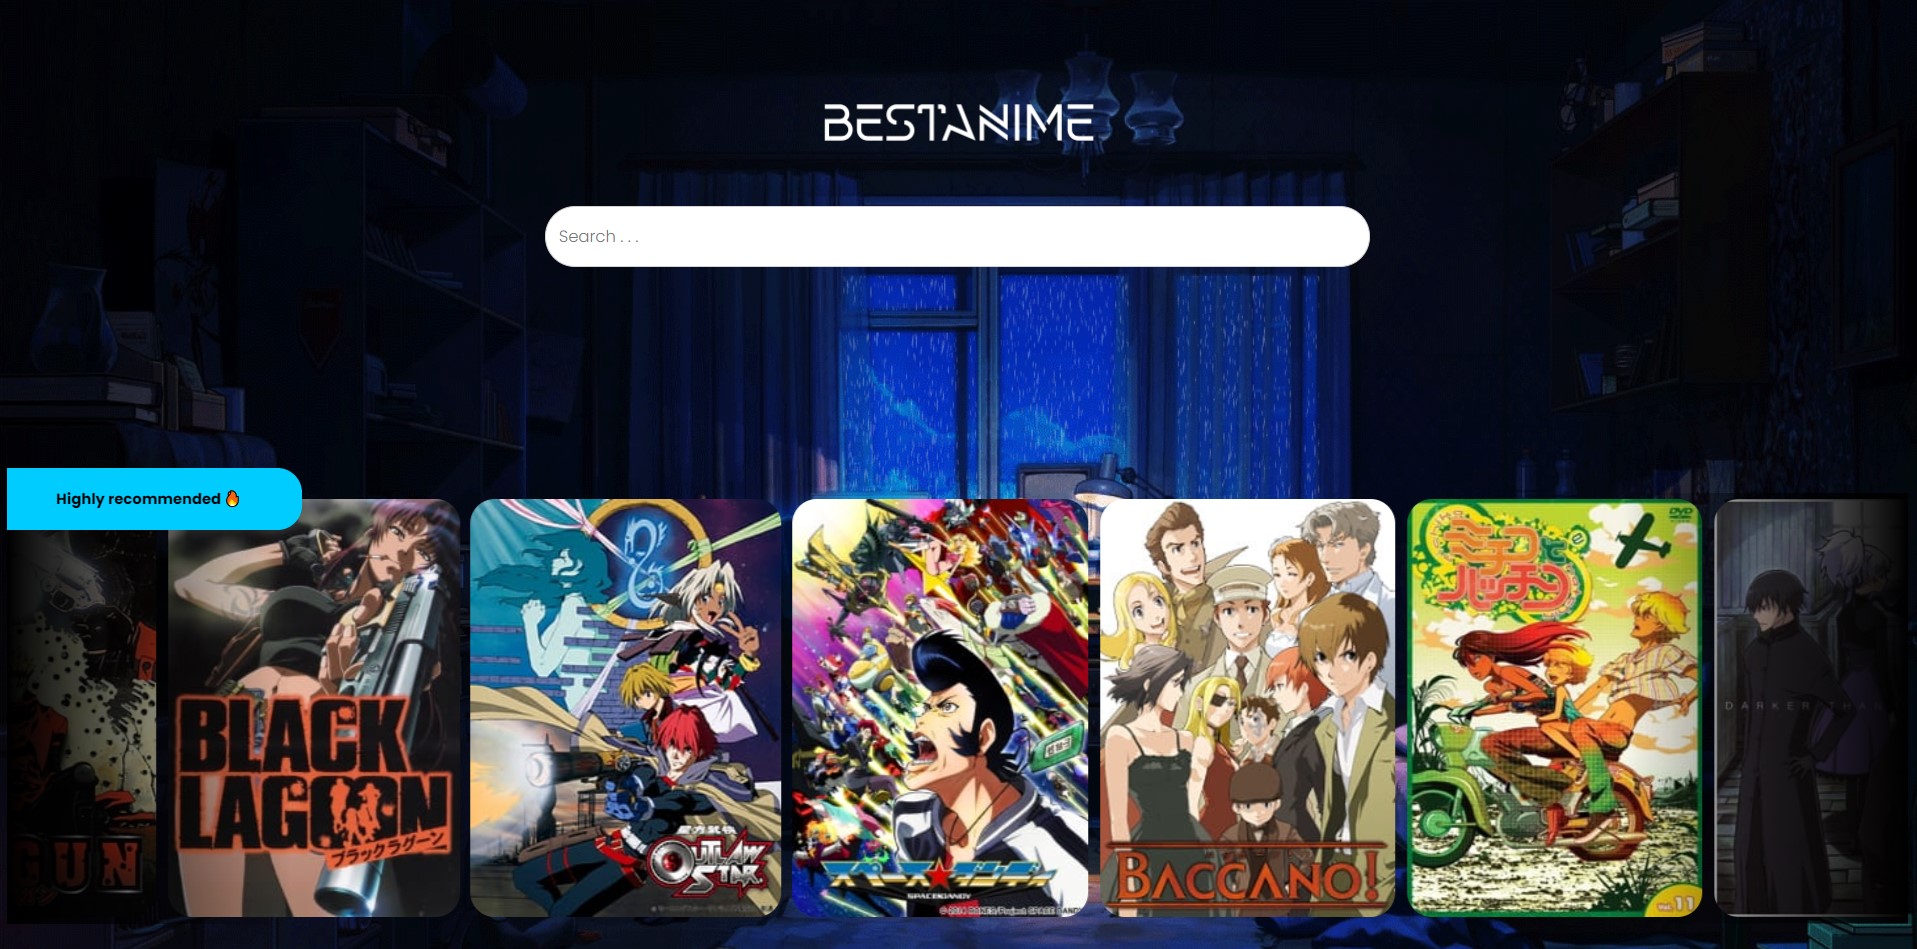 BESTANIME
Search . . .
Highly recommended 🔥
GUN
BLACK
LAGOON
ブラックラグーン
星方武侠
OUTLAW
STAR
スペース★ダンディ
SPACE DANDY
BACCANO!
DVD
ミチコと
ハッチン
Vol.11
DARKER THAN